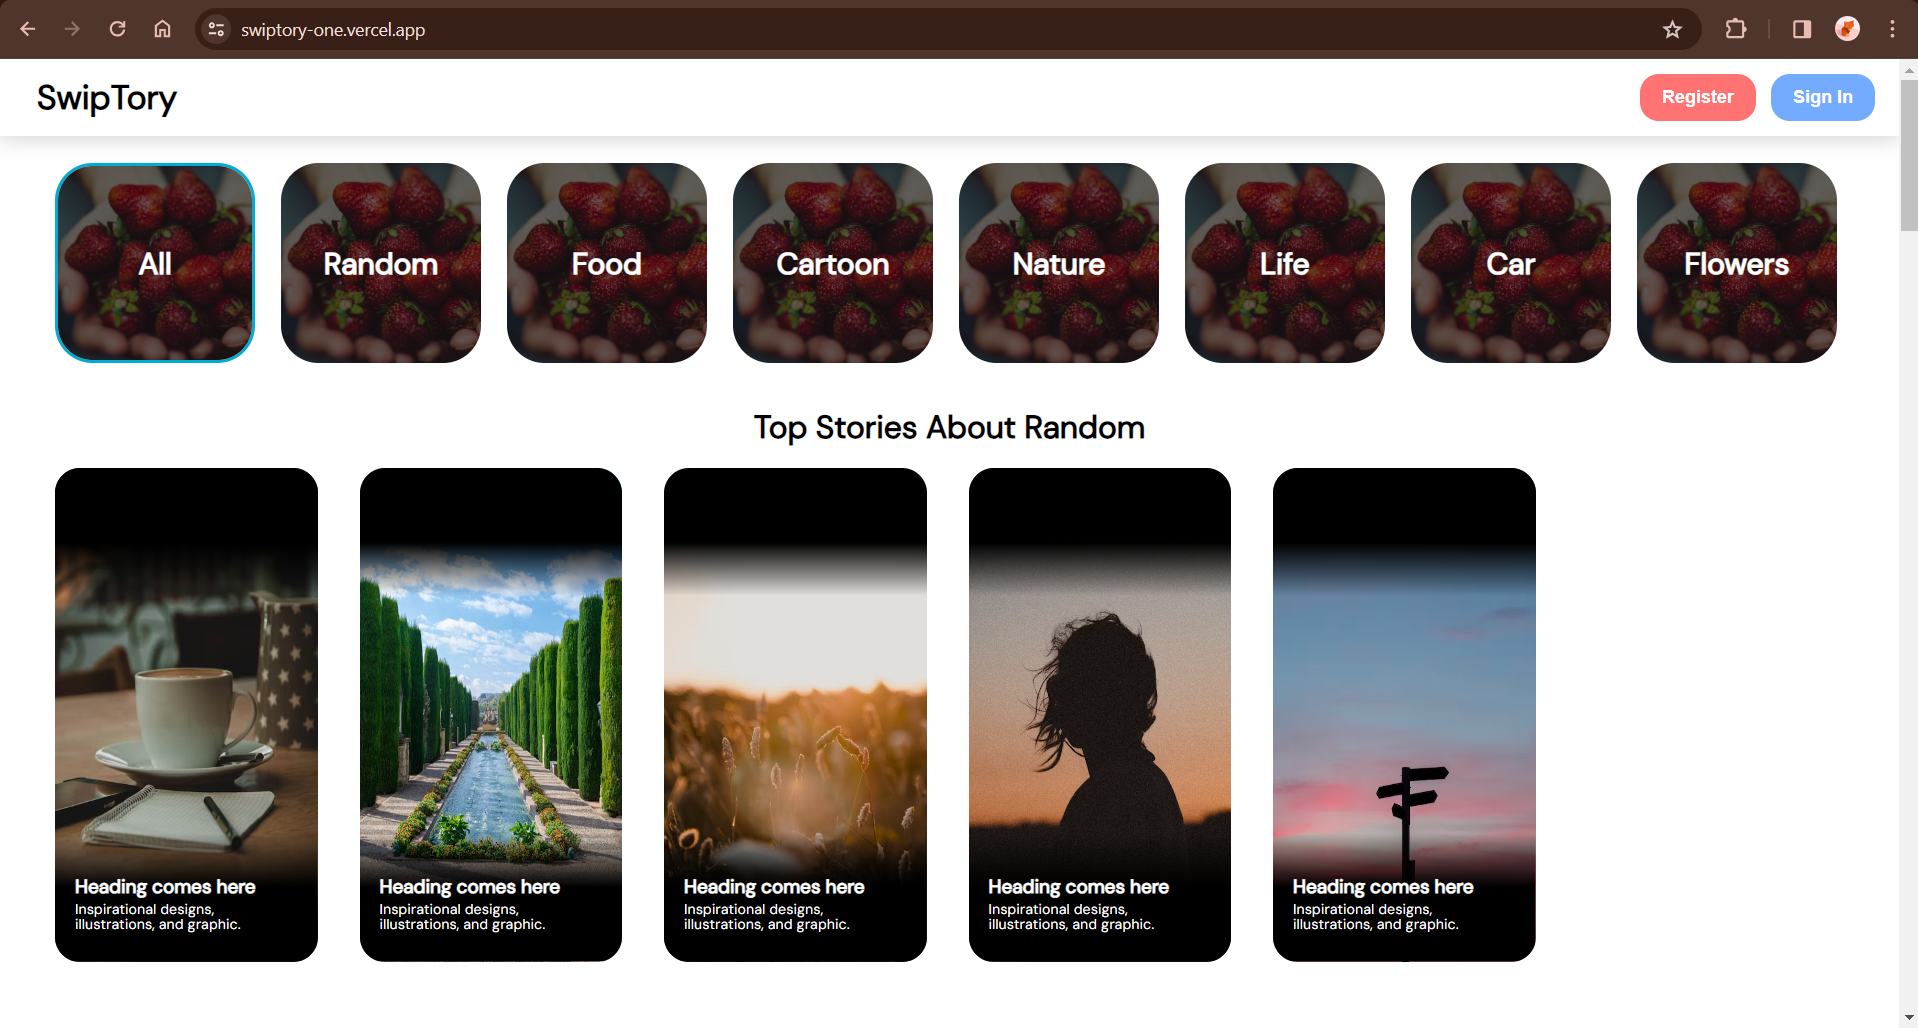 swiptory-one.vercel.app
SwipTory
Register
Sign In
All
Random
Food
Cartoon
Nature
Life
Car
Flowers
Top Stories About Random
Heading comes here
Inspirational designs,
illustrations, and graphic.
Heading comes here
Inspirational designs,
illustrations, and graphic.
Heading comes here
Inspirational designs,
illustrations, and graphic.
Heading comes here
Inspirational designs,
illustrations, and graphic.
Heading comes here
Inspirational designs,
illustrations, and graphic.